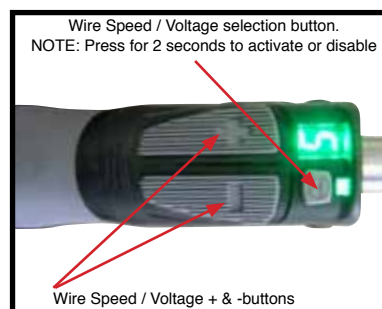 Wire Speed / Voltage selection button.
NOTE: Press for 2 seconds to activate or disable
5
Wire Speed / Voltage + & -buttons